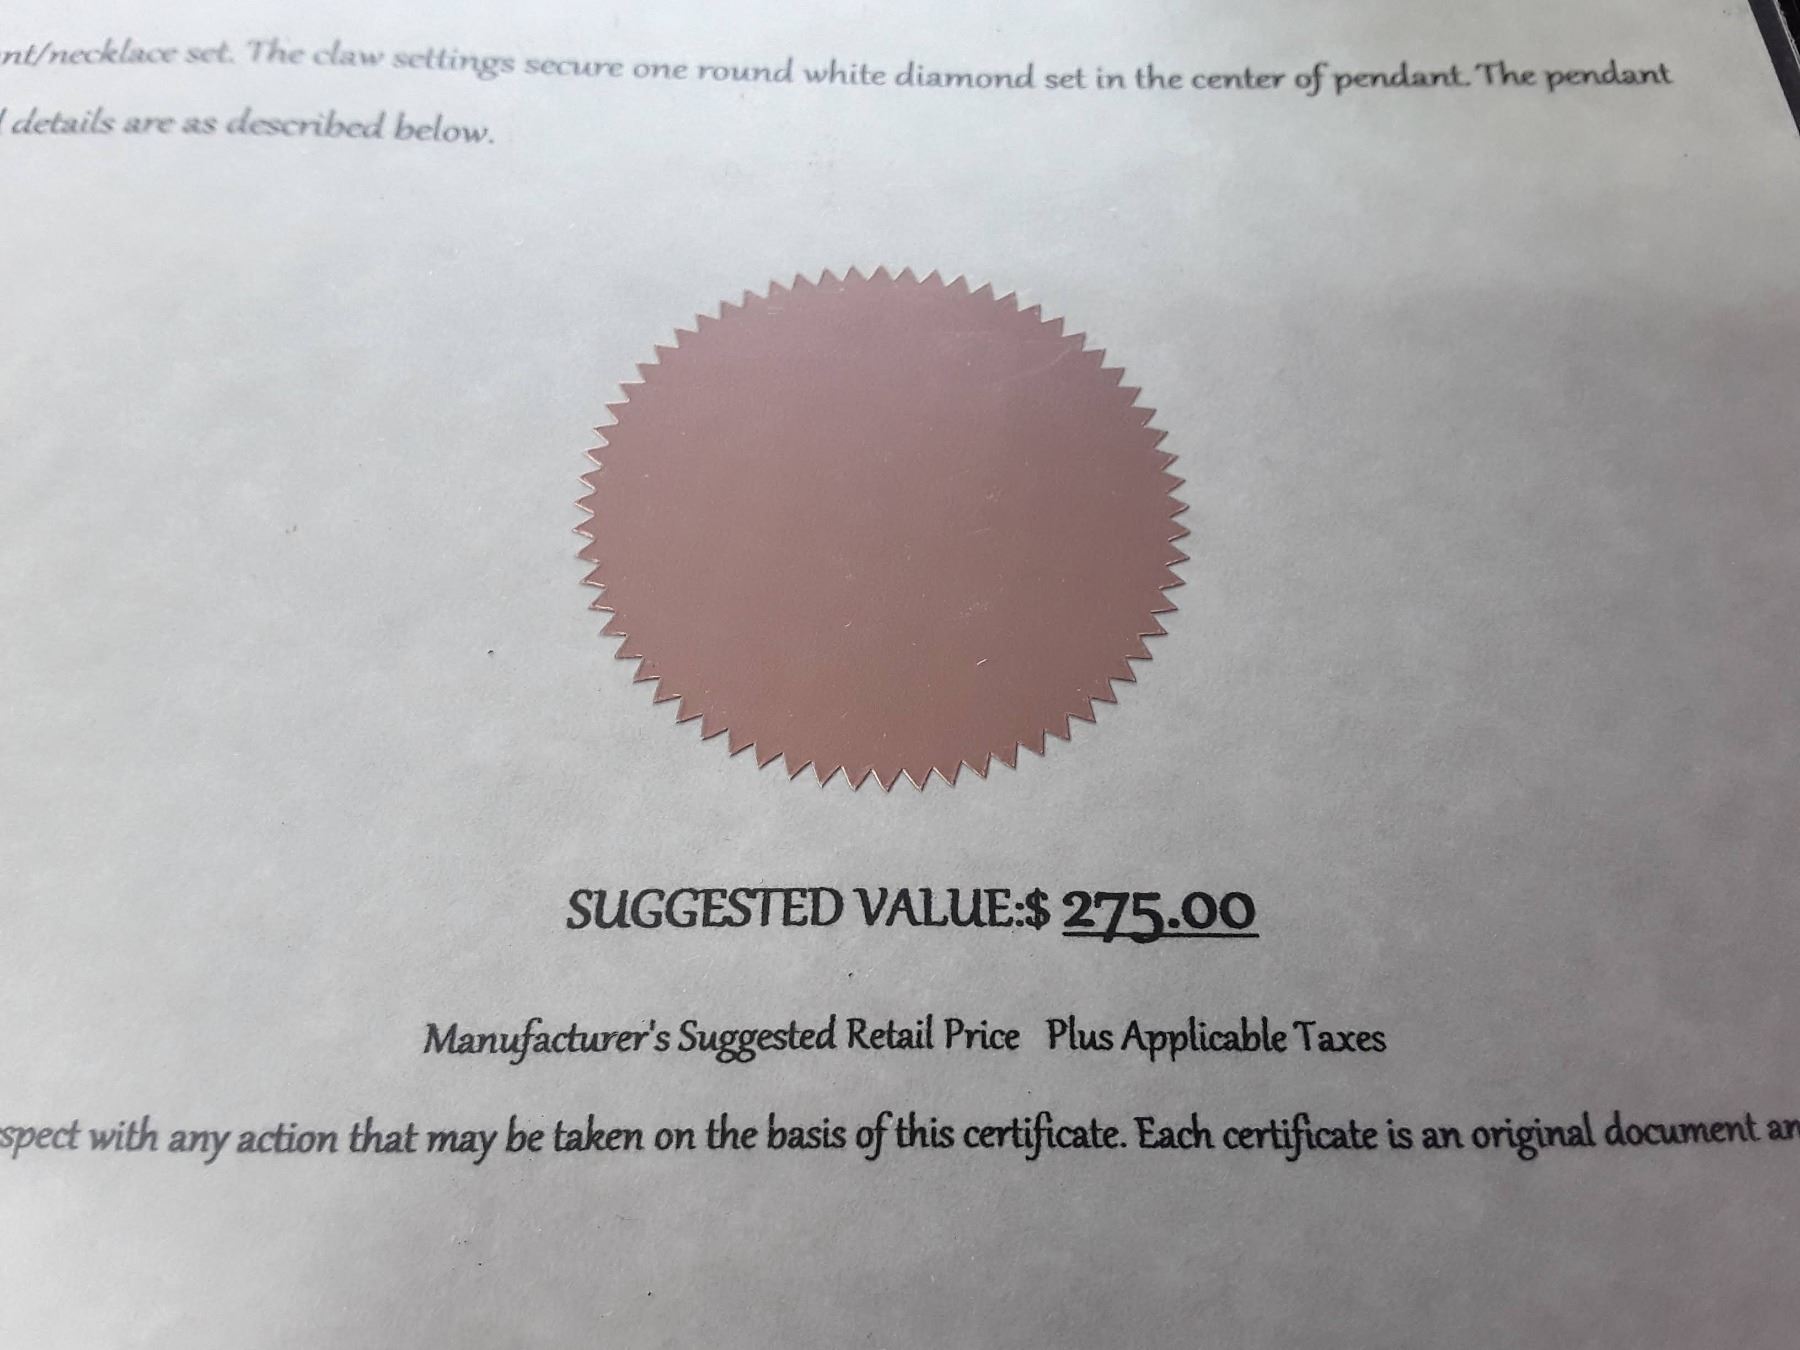 nt/necklace set. The claw settings secure one round white diamond set in the center of pendant. The pendant
details are as described below.
SUGGESTED VALUE:$ 275.00
Manufacturer's Suggested Retail Price Plus Applicable Taxes
spect with any action that may be taken on the basis of this certificate. Each certificate is an original document an